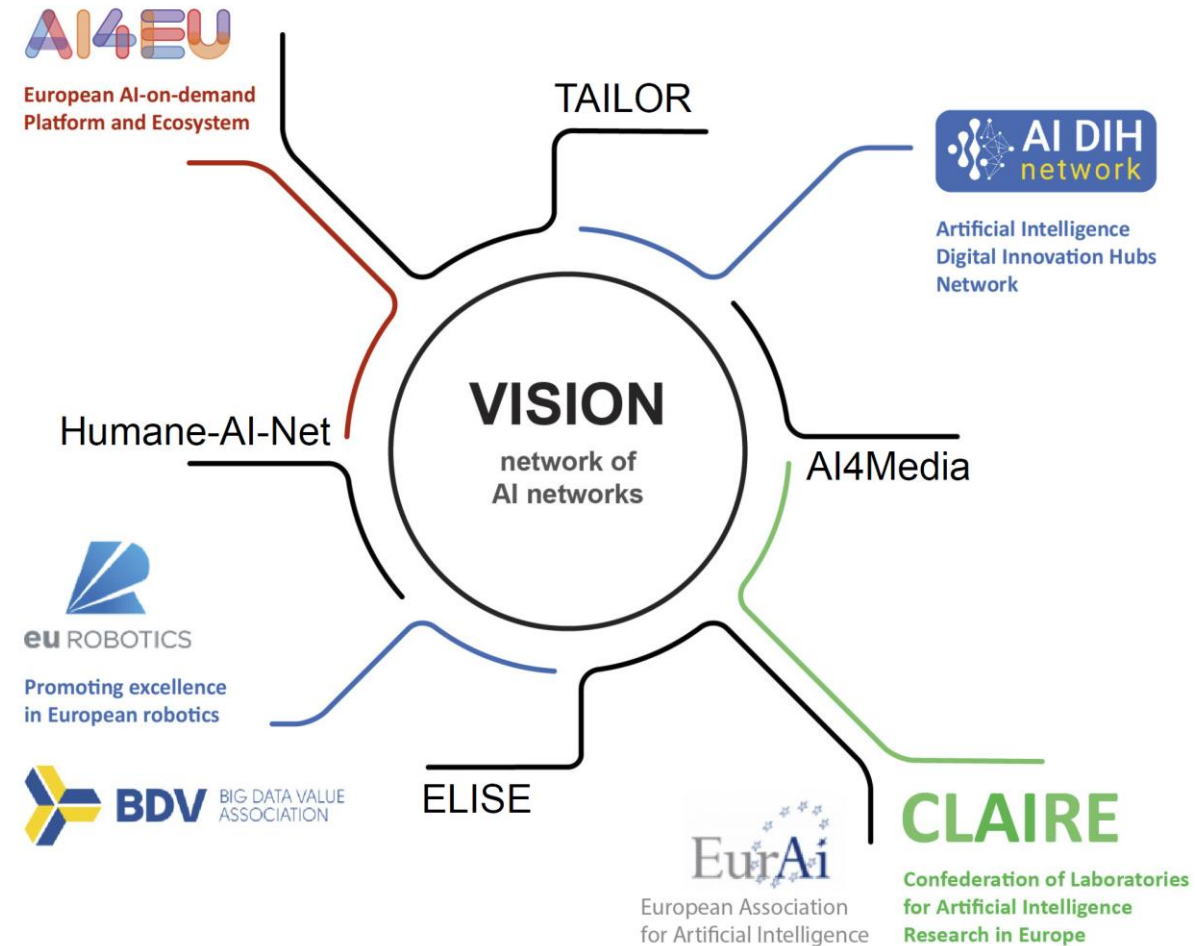 AI4EU
European AI-on-demand
Platform and Ecosystem
TAILOR
AI DIH
network
Artificial Intelligence
Digital Innovation Hubs
Network
VISION
network of
AI networks
Humane-AI-Net
AI4Media
eu ROBOTICS
Promoting excellence
in European robotics
BDV BIG DATA VALUE
ASSOCIATION
ELISE
EurAi
European Association
for Artificial Intelligence
CLAIRE
Confederation of Laboratories
for Artificial Intelligence
Research in Europe